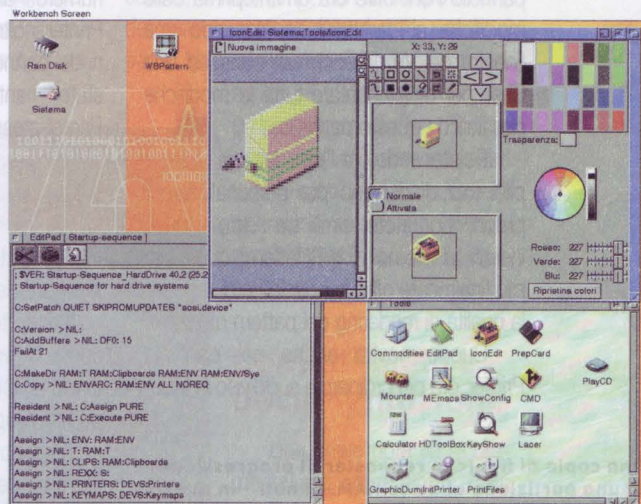 Workbench Screen
Ram Disk
WBPattern
Sistema
IconEdit: Sistema:Tools/IconEdit
Nuova immagine
X: 33, Y: 29
Trasparenza:
Normale
Attivata
Rosso: 227
Verde: 227
Blu: 227
Ripristina colori
EditPad [ Startup-sequence ]
; $VER: Startup-Sequence_HardDrive 40.2 (25.2
; Startup-Sequence for hard drive systems
C:SetPatch QUIET SKIPROMUPDATES "scsi.device"
C:Version >NIL:
C:AddBuffers >NIL: DF0: 15
FailAt 21
C:MakeDir RAM:T RAM:Clipboards RAM:ENV RAM:ENV/Sys
C:Copy >NIL: ENVARC: RAM:ENV ALL NOREQ
Resident >NIL: C:Assign PURE
Resident >NIL: C:Execute PURE
Assign >NIL: ENV: RAM:ENV
Assign >NIL: T: RAM:T
Assign >NIL: CLIPS: RAM:Clipboards
Assign >NIL: REXX: S:
Assign >NIL: PRINTERS: DEVS:Printers
Assign >NIL: KEYMAPS: DEVS:Keymaps
Tools
Commodities EditPad IconEdit PrepCard
Mounter MEmacs ShowConfig CMD
PlayCD
Calculator HDToolBox KeyShow Lacer
GraphicDump InitPrinter PrintFiles